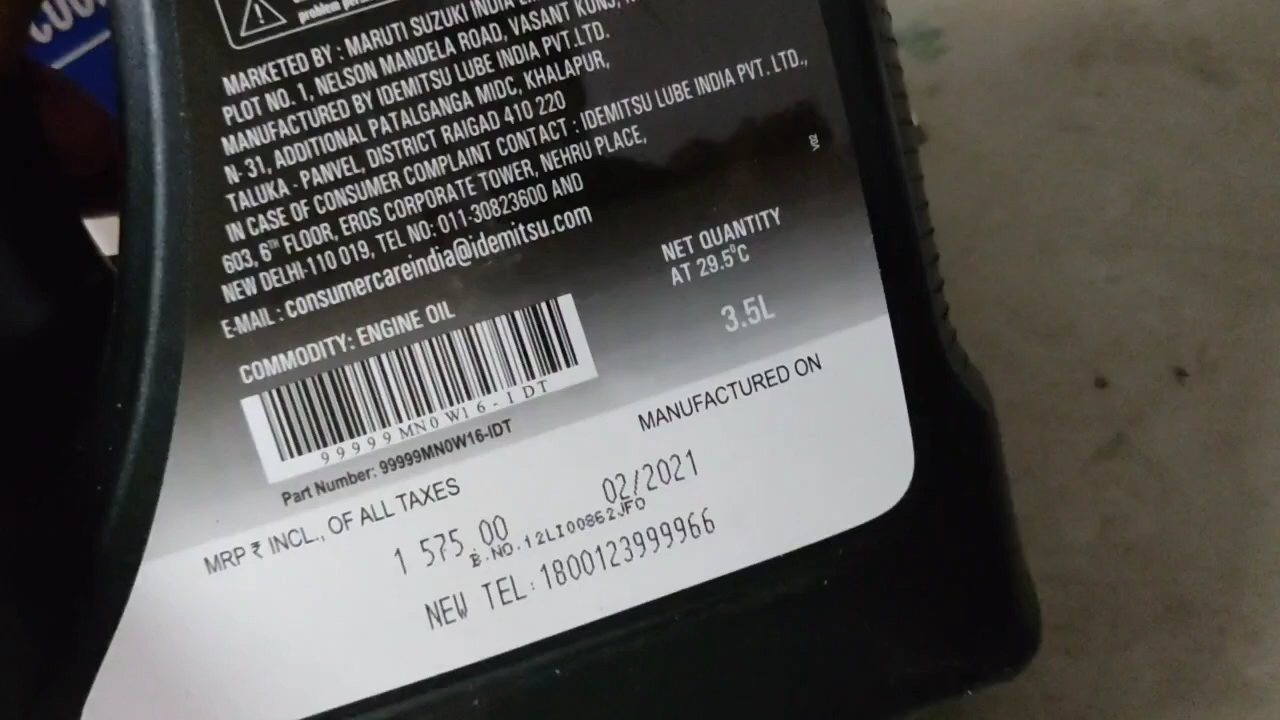 problem
MARKETED BY : MARUTI SUZUKI INDIA
PLOT NO. 1, NELSON MANDELA ROAD, VASANT KUNJ,
MANUFACTURED BY IDEMITSU LUBE INDIA PVT.LTD.
N- 31, ADDITIONAL PATALGANGA MIDC, KHALAPUR,
TALUKA - PANVEL, DISTRICT RAIGAD 410 220
IN CASE OF CONSUMER COMPLAINT CONTACT : IDEMITSU LUBE INDIA PVT. LTD.,
603, 6TH FLOOR, EROS CORPORATE TOWER, NEHRU PLACE,
NEW DELHI-110 019, TEL NO: 011-30823600 AND
E-MAIL : consumercareindia@idemitsu.com
V02
NET QUANTITY
AT 29.5°C
3.5L
COMMODITY: ENGINE OIL
99999MN0W16-IDT
Part Number: 99999MN0W16-IDT
MANUFACTURED ON
02/2021
MRP ₹ INCL., OF ALL TAXES
1 575.00
B.NO.12LI00862JFO
NEW TEL:1800123999966